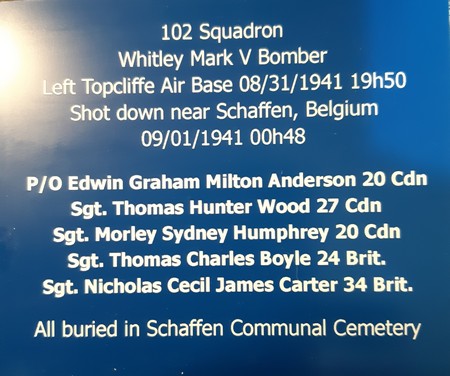 102 Squadron
Whitley Mark V Bomber
Left Topcliffe Air Base 08/31/1941 19h50
Shot down near Schaffen, Belgium
09/01/1941 00h48
P/O Edwin Graham Milton Anderson 20 Cdn
Sgt. Thomas Hunter Wood 27 Cdn
Sgt. Morley Sydney Humphrey 20 Cdn
Sgt. Thomas Charles Boyle 24 Brit.
Sgt. Nicholas Cecil James Carter 34 Brit.
All buried in Schaffen Communal Cemetery